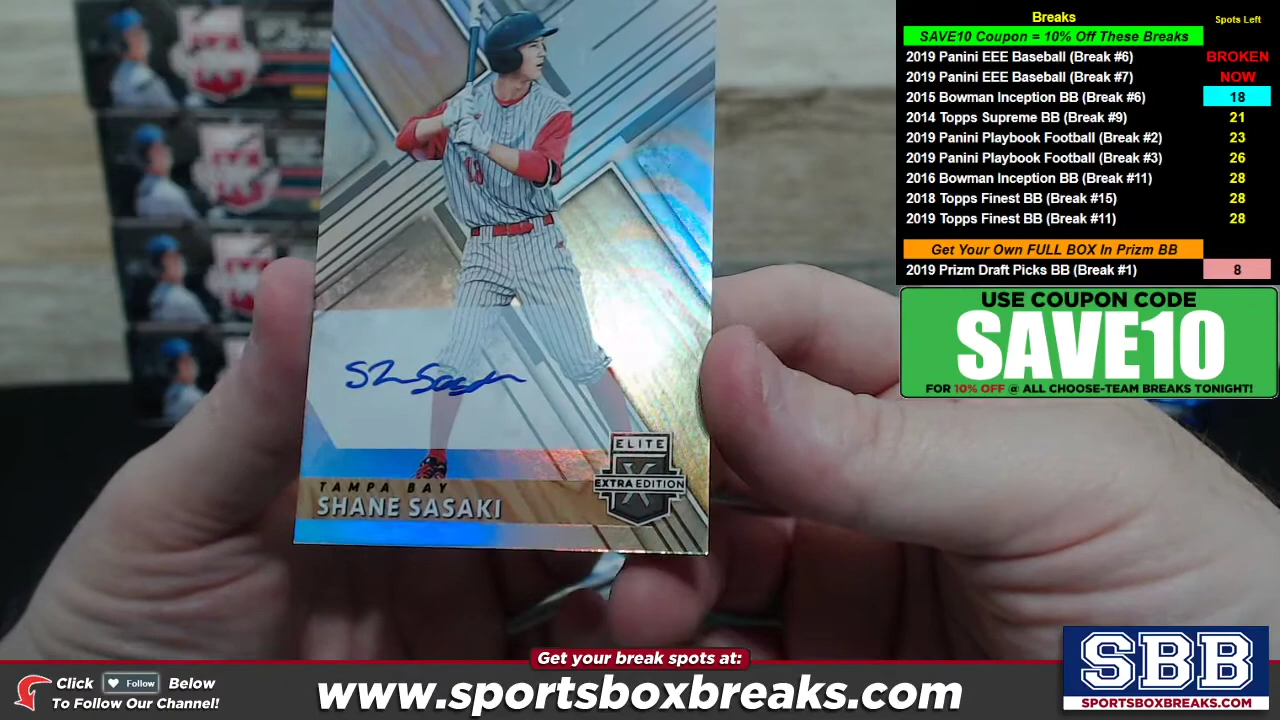 Breaks
Spots Left
SAVE10 Coupon = 10% Off These Breaks
2019 Panini EEE Baseball (Break #6) BROKEN
2019 Panini EEE Baseball (Break #7) NOW
2015 Bowman Inception BB (Break #6) 18
2014 Topps Supreme BB (Break #9) 21
2019 Panini Playbook Football (Break #2) 23
2019 Panini Playbook Football (Break #3) 26
2016 Bowman Inception BB (Break #11) 28
2018 Topps Finest BB (Break #15) 28
2019 Topps Finest BB (Break #11) 28
Get Your Own FULL BOX In Prizm BB
2019 Prizm Draft Picks BB (Break #1) 8
USE COUPON CODE
SAVE10
FOR 10% OFF @ ALL CHOOSE-TEAM BREAKS TONIGHT!
13
ELITE
X
EXTRA EDITION
TAMPA BAY
SHANE SASAKI
Get your break spots at:
Click Follow Below
To Follow Our Channel!
www.sportsboxbreaks.com
SBB
SPORTSBOXBREAKS.COM